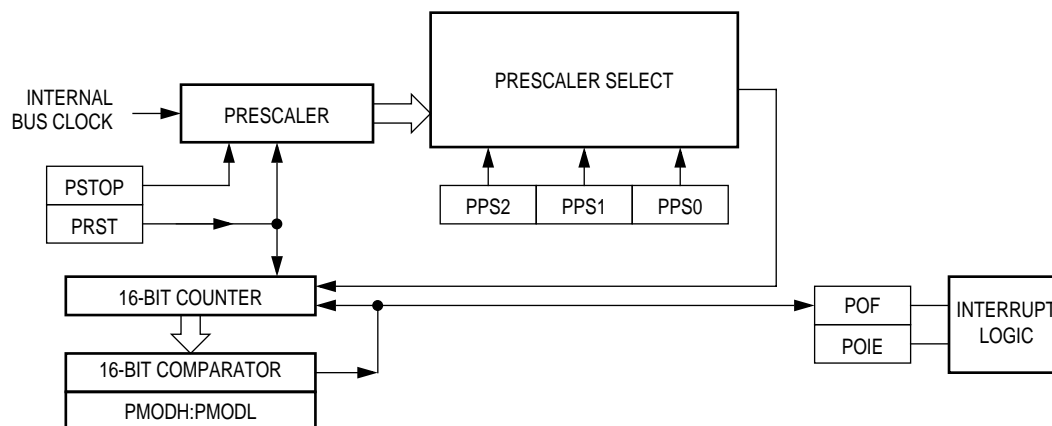 PRESCALER SELECT
INTERNAL
BUS CLOCK
PRESCALER
PSTOP
PRST
PPS2 PPS1 PPS0
16-BIT COUNTER
POF
POIE
INTERRUPT
LOGIC
16-BIT COMPARATOR
PMODH:PMODL